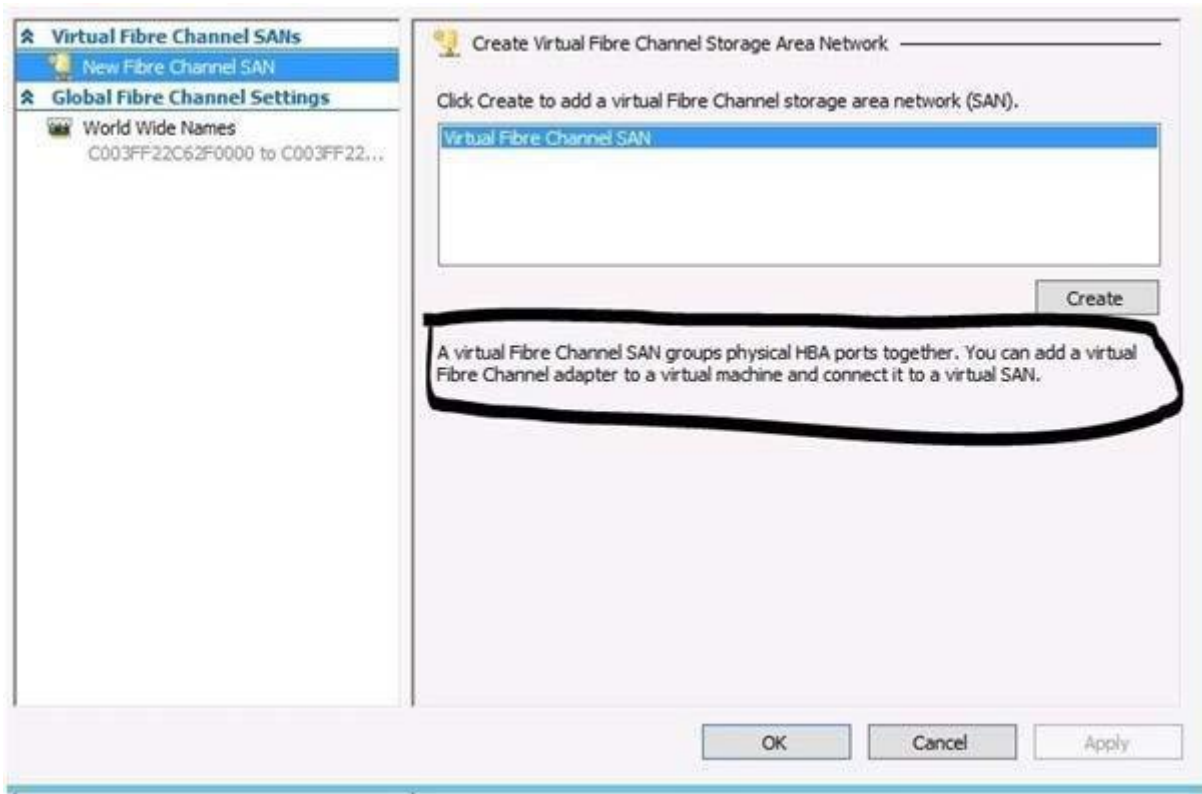 Virtual Fibre Channel SANs
New Fibre Channel SAN
Global Fibre Channel Settings
World Wide Names
C003FF22C62F0000 to C003FF22...
Create Virtual Fibre Channel Storage Area Network
Click Create to add a virtual Fibre Channel storage area network (SAN).
Virtual Fibre Channel SAN
Create
A virtual Fibre Channel SAN groups physical HBA ports together. You can add a virtual
Fibre Channel adapter to a virtual machine and connect it to a virtual SAN.
OK
Cancel
Apply